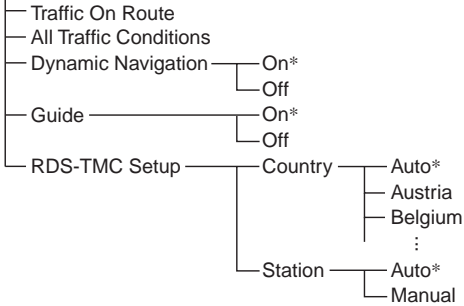 Traffic On Route
All Traffic Conditions
Dynamic Navigation On*
Off
Guide On*
Off
RDS-TMC Setup Country Auto*
Austria
Belgium
⋮
Station Auto*
Manual